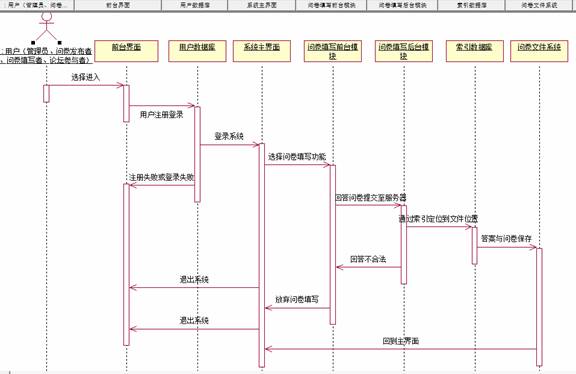 ：用户（管理员、问卷...
前台界面
用户数据库
系统主界面
问卷填写前台模块
问卷填写后台模块
索引数据库
问卷文件系统
：用户（管理员、问卷发布者
、问卷填写者、论坛参与者）
前台界面
用户数据库
系统主界面
问卷填写前台模
块
问卷填写后台模
块
索引数据库
问卷文件系统
选择进入
用户注册登录
登录系统
选择问卷填写功能
注册失败或登录失败
回答问卷提交至服务器
通过索引定位到文件位置
答案与问卷保存
回答不合法
退出系统
放弃问卷填写
退出系统
回到主界面